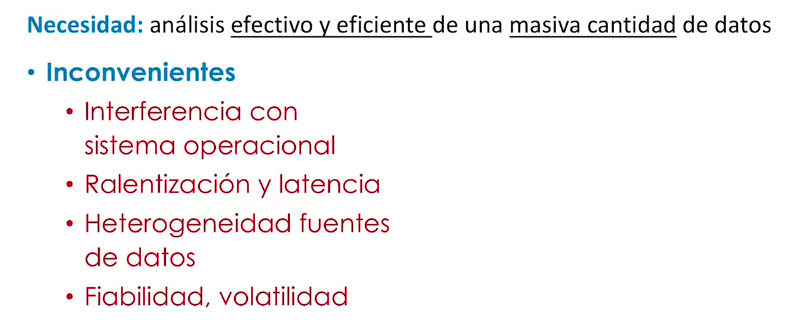 Necesidad: análisis efectivo y eficiente de una masiva cantidad de datos
• Inconvenientes
• Interferencia con
sistema operacional
• Ralentización y latencia
• Heterogeneidad fuentes
de datos
• Fiabilidad, volatilidad